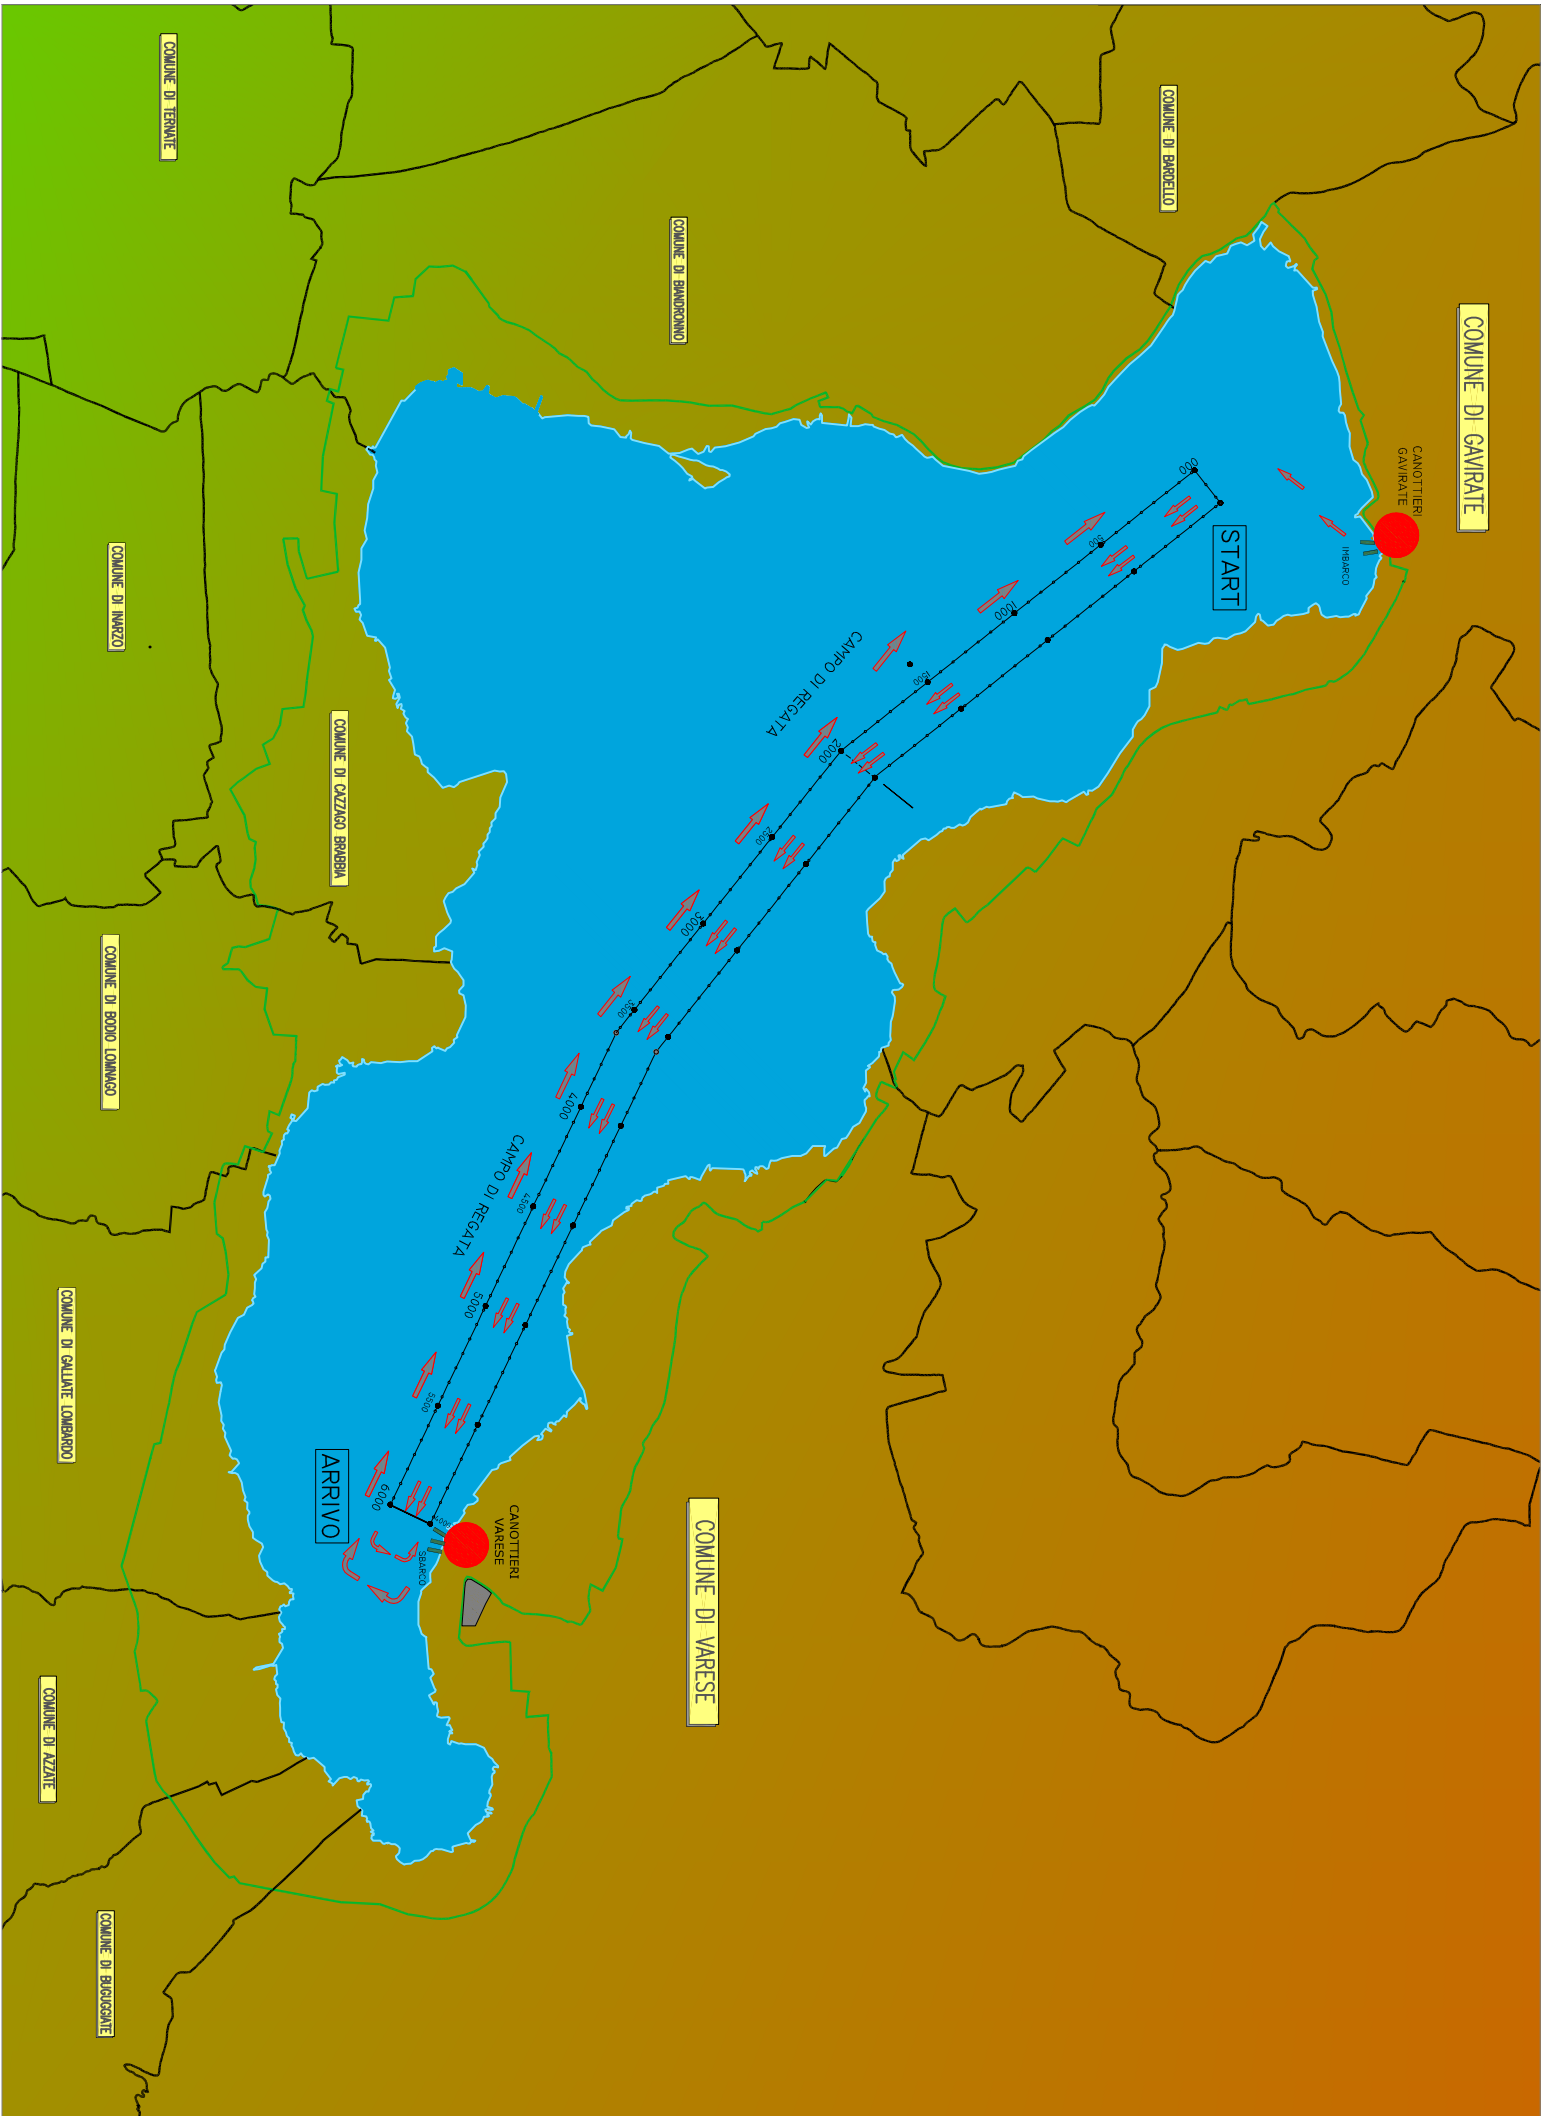 COMUNE DI GAVIRATE
CANOTTIERI
GAVIRATE
IMBARCO
START
COMUNE DI BARDELLO
COMUNE DI BIANDRONNO
COMUNE DI TERNATE
000
500
1000
1500
2000
CAMPO DI REGATA
2500
3000
3500
4000
CAMPO DI REGATA
4500
5000
5500
6000
ARRIVO
CANOTTIERI
VARESE
SBARCO
COMUNE DI VARESE
COMUNE DI INARZO
COMUNE DI CAZZAGO BRABBIA
COMUNE DI BODIO LOMNAGO
COMUNE DI GALLIATE LOMBARDO
COMUNE DI AZZATE
COMUNE DI BUGUGGIATE